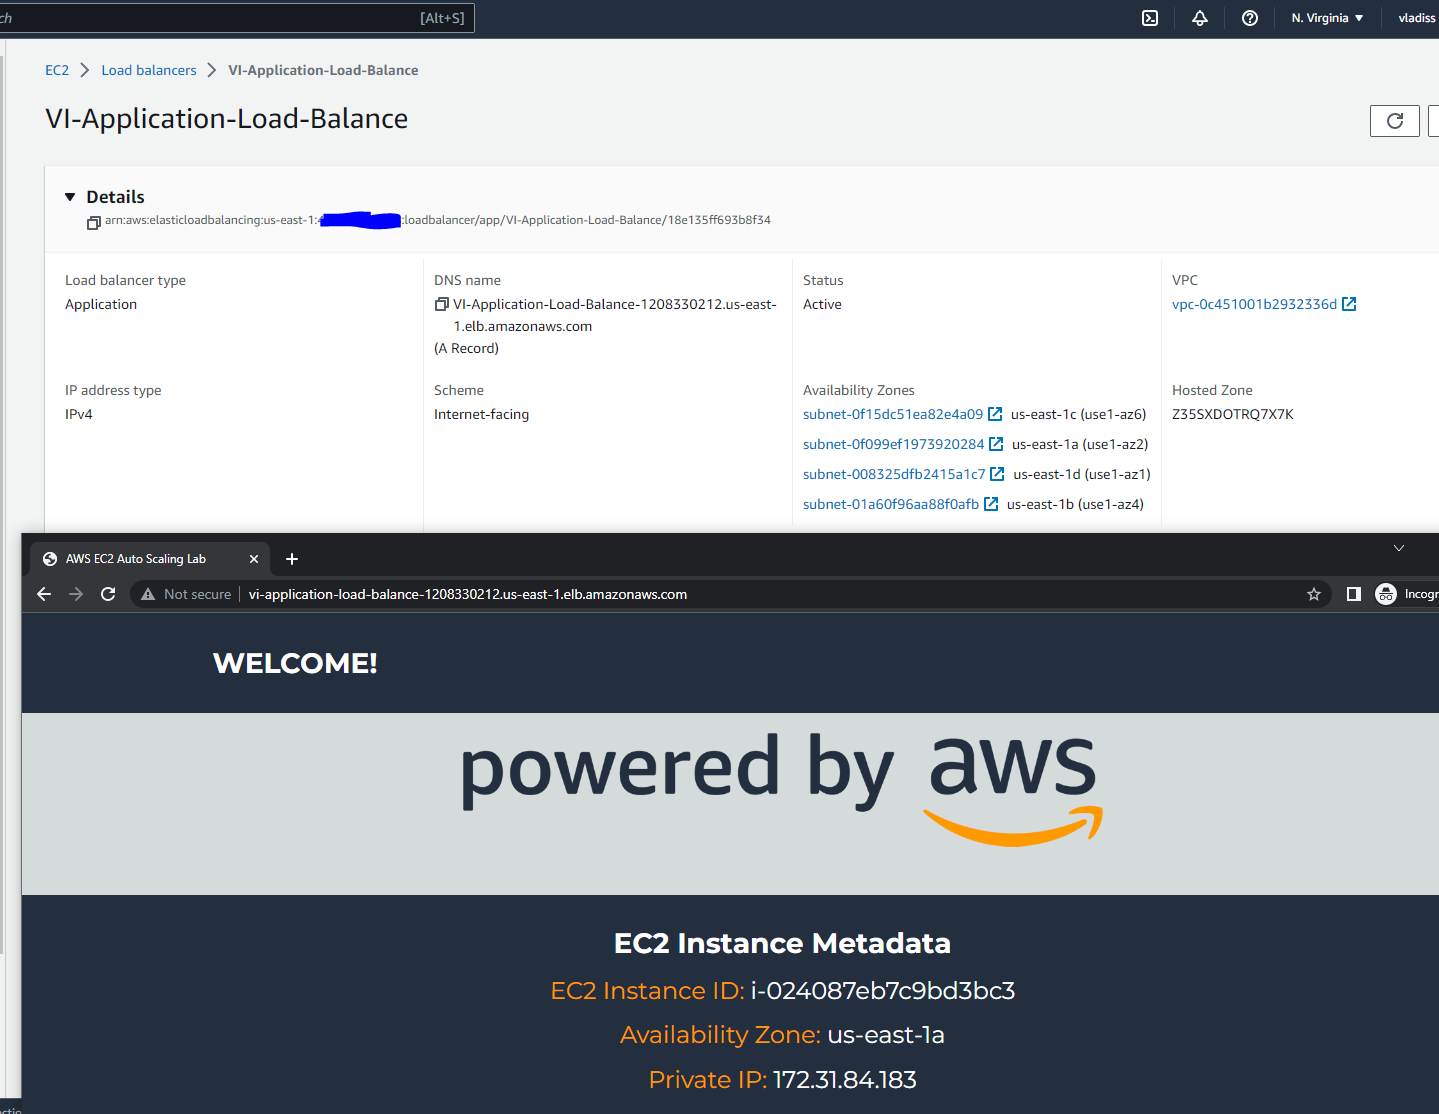 ch [Alt+S] N. Virginia vladiss
EC2 Load balancers VI-Application-Load-Balance
VI-Application-Load-Balance
Details
arn:aws:elasticloadbalancing:us-east-1:4 :loadbalancer/app/VI-Application-Load-Balance/18e135ff693b8f34
Load balancer type
Application
DNS name
VI-Application-Load-Balance-1208330212.us-east-
1.elb.amazonaws.com
(A Record)
Status
Active
VPC
vpc-0c451001b2932336d
IP address type
IPv4
Scheme
Internet-facing
Availability Zones
subnet-0f15dc51ea82e4a09 us-east-1c (use1-az6)
subnet-0f099ef1973920284 us-east-1a (use1-az2)
subnet-008325dfb2415a1c7 us-east-1d (use1-az1)
subnet-01a60f96aa88f0afb us-east-1b (use1-az4)
Hosted Zone
Z35SXDOTRQ7X7K
AWS EC2 Auto Scaling Lab
Not secure vi-application-load-balance-1208330212.us-east-1.elb.amazonaws.com Incogn
WELCOME!
powered by aws
EC2 Instance Metadata
EC2 Instance ID: i-024087eb7c9bd3bc3
Availability Zone: us-east-1a
Private IP: 172.31.84.183